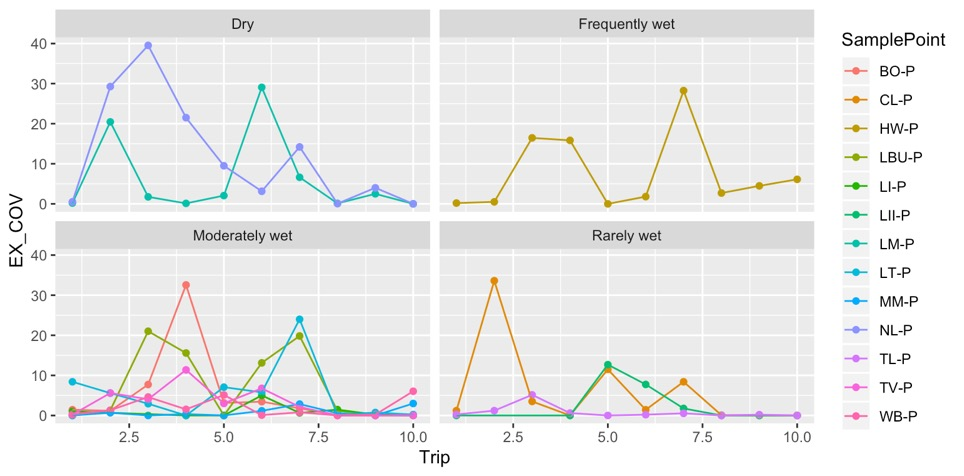 Dry
Frequently wet
40
30
20
10
0
Moderately wet
Rarely wet
40
30
20
10
0
2.5
5.0
7.5
10.0
2.5
5.0
7.5
10.0
Trip
EX_COV
SamplePoint
BO-P
CL-P
HW-P
LBU-P
LI-P
LII-P
LM-P
LT-P
MM-P
NL-P
TL-P
TV-P
WB-P